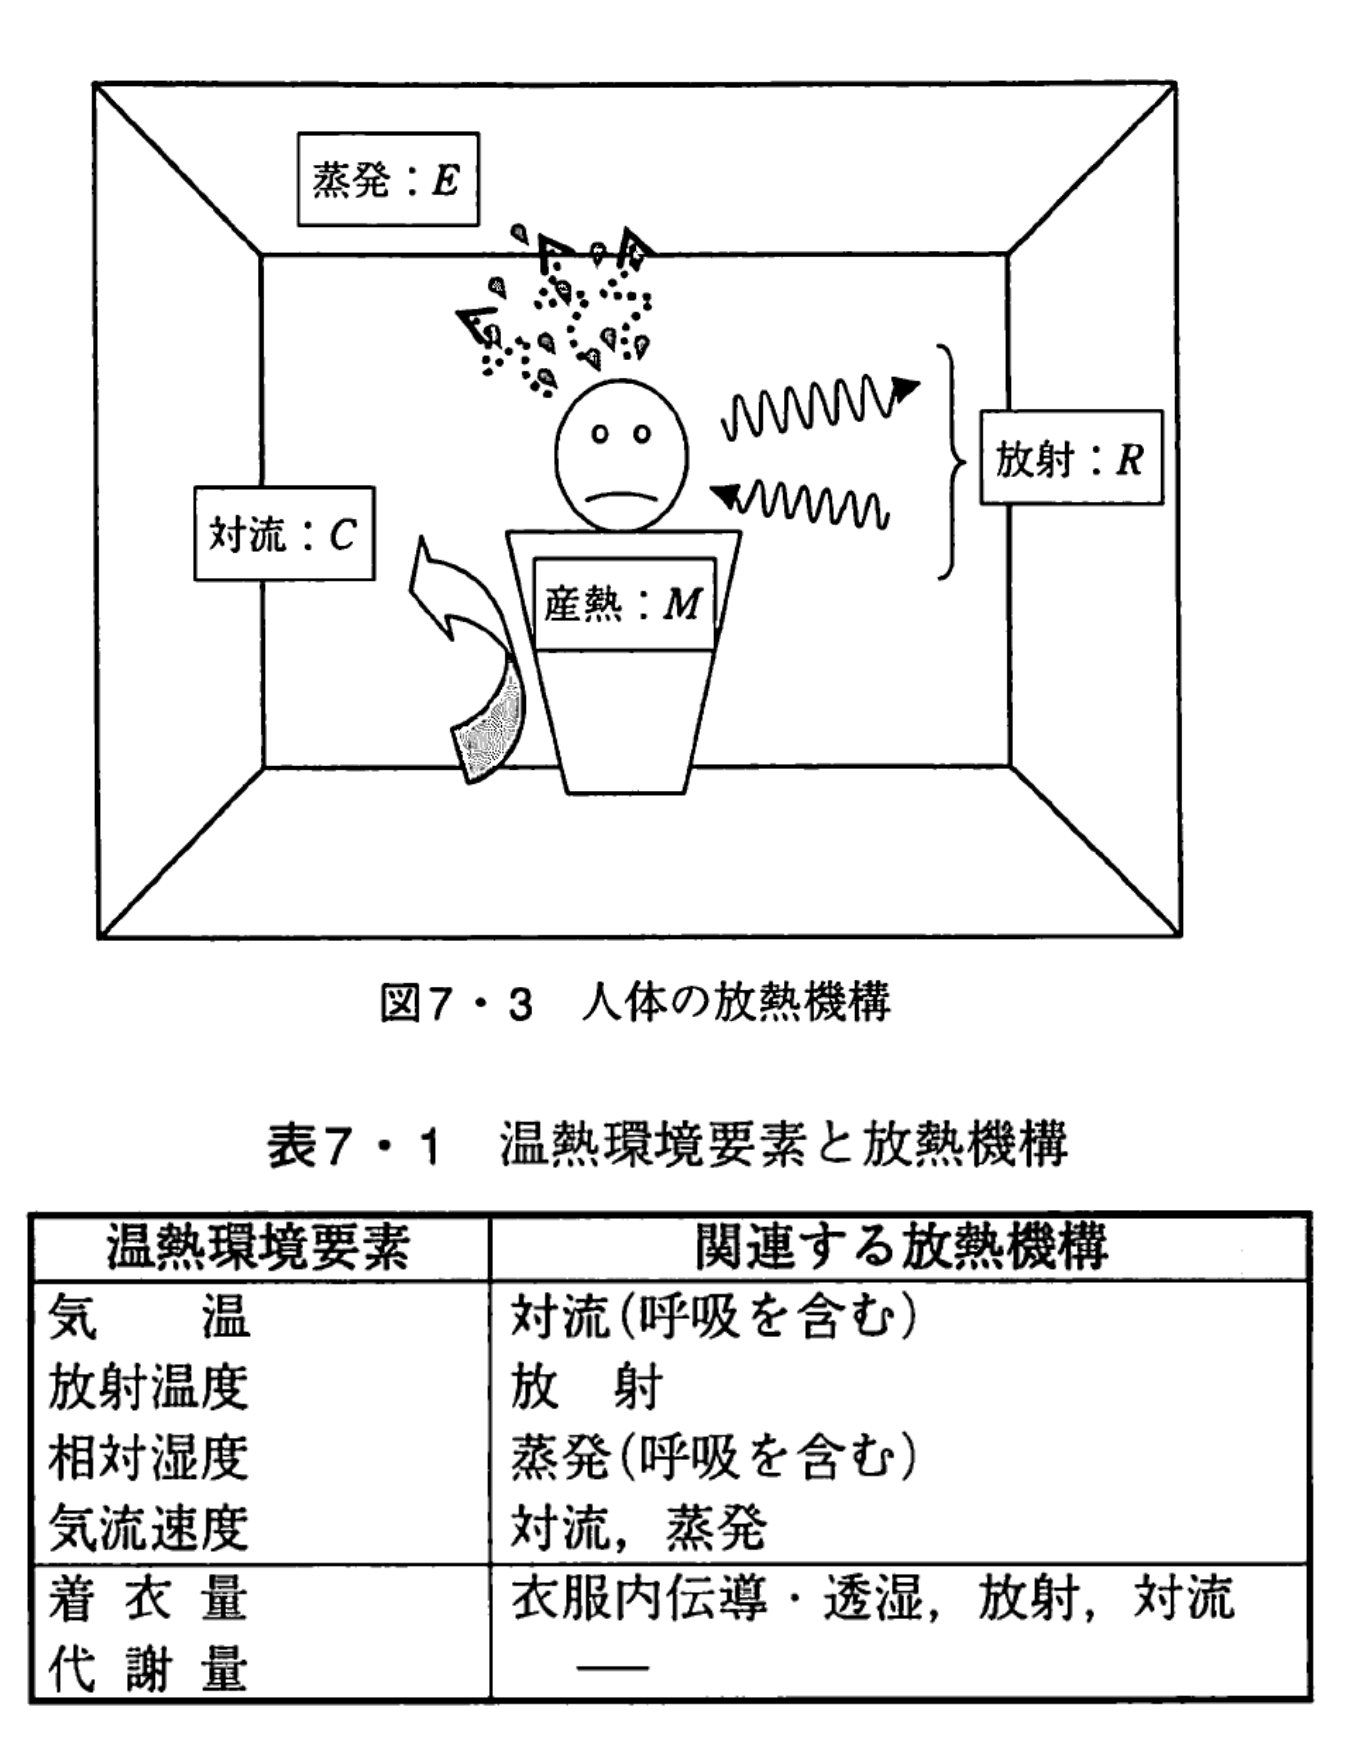 蒸発：E
放射：R
対流：C
産熱：M
図7・3　人体の放熱機構
表7・1　温熱環境要素と放熱機構
温熱環境要素　関連する放熱機構
気　　温　対流(呼吸を含む)
放射温度　放　射
相対湿度　蒸発(呼吸を含む)
気流速度　対流，蒸発
着 衣 量　衣服内伝導・透湿，放射，対流
代 謝 量　―